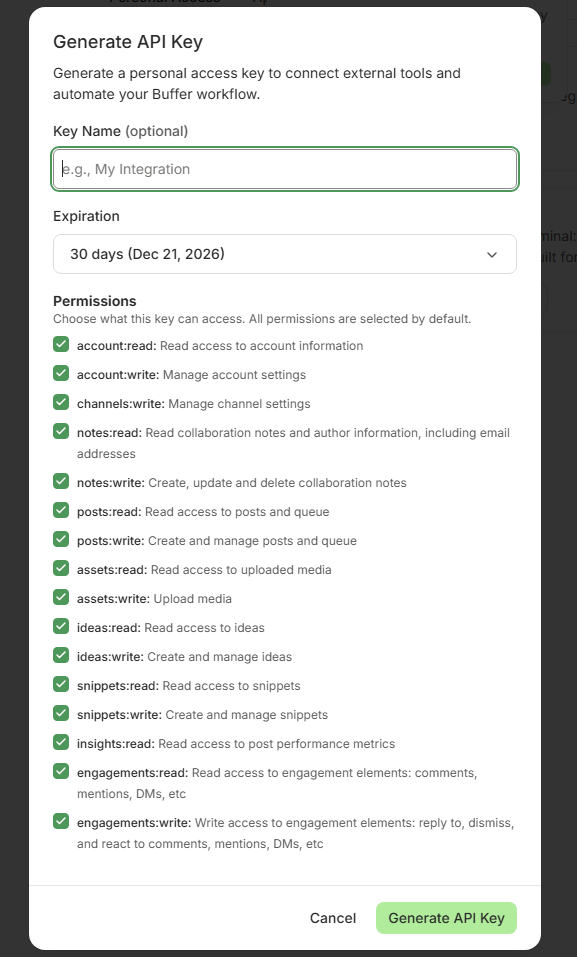 Generate API Key
Generate a personal access key to connect external tools and
automate your Buffer workflow.
Key Name (optional)
e.g., My Integration
Expiration
30 days (Dec 21, 2026)
Permissions
Choose what this key can access. All permissions are selected by default.
account:read: Read access to account information
account:write: Manage account settings
channels:write: Manage channel settings
notes:read: Read collaboration notes and author information, including email
addresses
notes:write: Create, update and delete collaboration notes
posts:read: Read access to posts and queue
posts:write: Create and manage posts and queue
assets:read: Read access to uploaded media
assets:write: Upload media
ideas:read: Read access to ideas
ideas:write: Create and manage ideas
snippets:read: Read access to snippets
snippets:write: Create and manage snippets
insights:read: Read access to post performance metrics
engagements:read: Read access to engagement elements: comments,
mentions, DMs, etc
engagements:write: Write access to engagement elements: reply to, dismiss,
and react to comments, mentions, DMs, etc
Cancel
Generate API Key